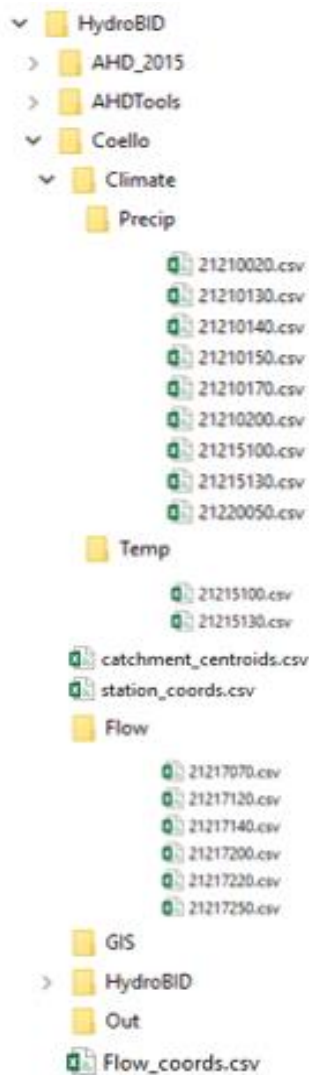 HydroBID
AHD_2015
AHDTools
Coello
Climate
Precip
21210020.csv
21210130.csv
21210140.csv
21210150.csv
21210170.csv
21210200.csv
21215100.csv
21215130.csv
21220050.csv
Temp
21215100.csv
21215130.csv
catchment_centroids.csv
station_coords.csv
Flow
21217070.csv
21217120.csv
21217140.csv
21217200.csv
21217220.csv
21217250.csv
GIS
HydroBID
Out
Flow_coords.csv